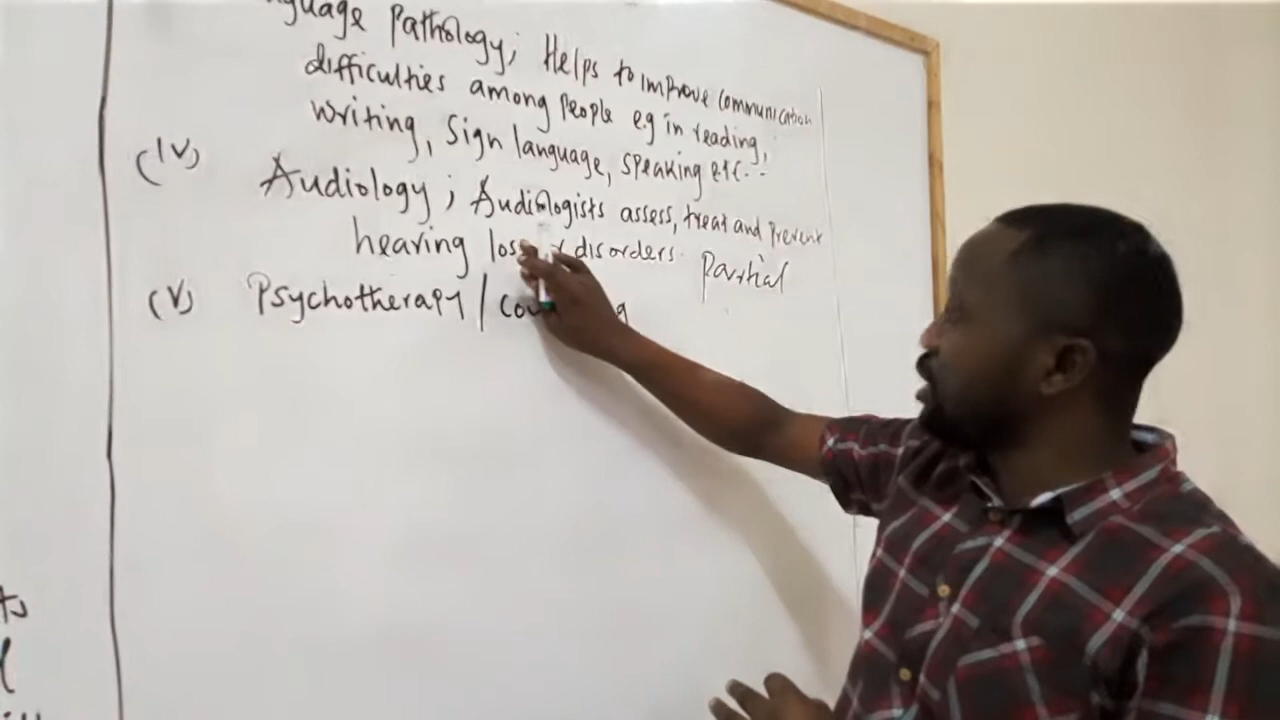 Pathology; Helps to improve communication
difficulties among people e.g in reading,
writing, sign language, speaking etc...
(IV) Audiology; Audiologists assess, treat and prevent
hearing loss disorders. Partial
(V) Psychotherapy /